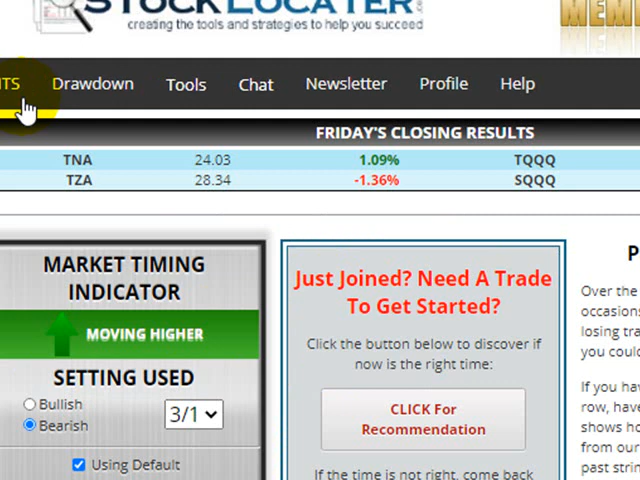 STOCKLOCATER
creating the tools and strategies to help you succeed
Drawdown Tools Chat Newsletter Profile Help
FRIDAY'S CLOSING RESULTS
TNA 24.03 1.09% TQQQ
TZA 28.34 -1.36% SQQQ
MARKET TIMING
INDICATOR
MOVING HIGHER
SETTING USED
Bullish
Bearish
3/1
Using Default
Just Joined? Need A Trade
To Get Started?
Click the button below to discover if
now is the right time:
CLICK For
Recommendation
If the time is not right, come back
Over the
occasions
losing tra
you could
If you hav
row, have
shows ho
from our
past strin